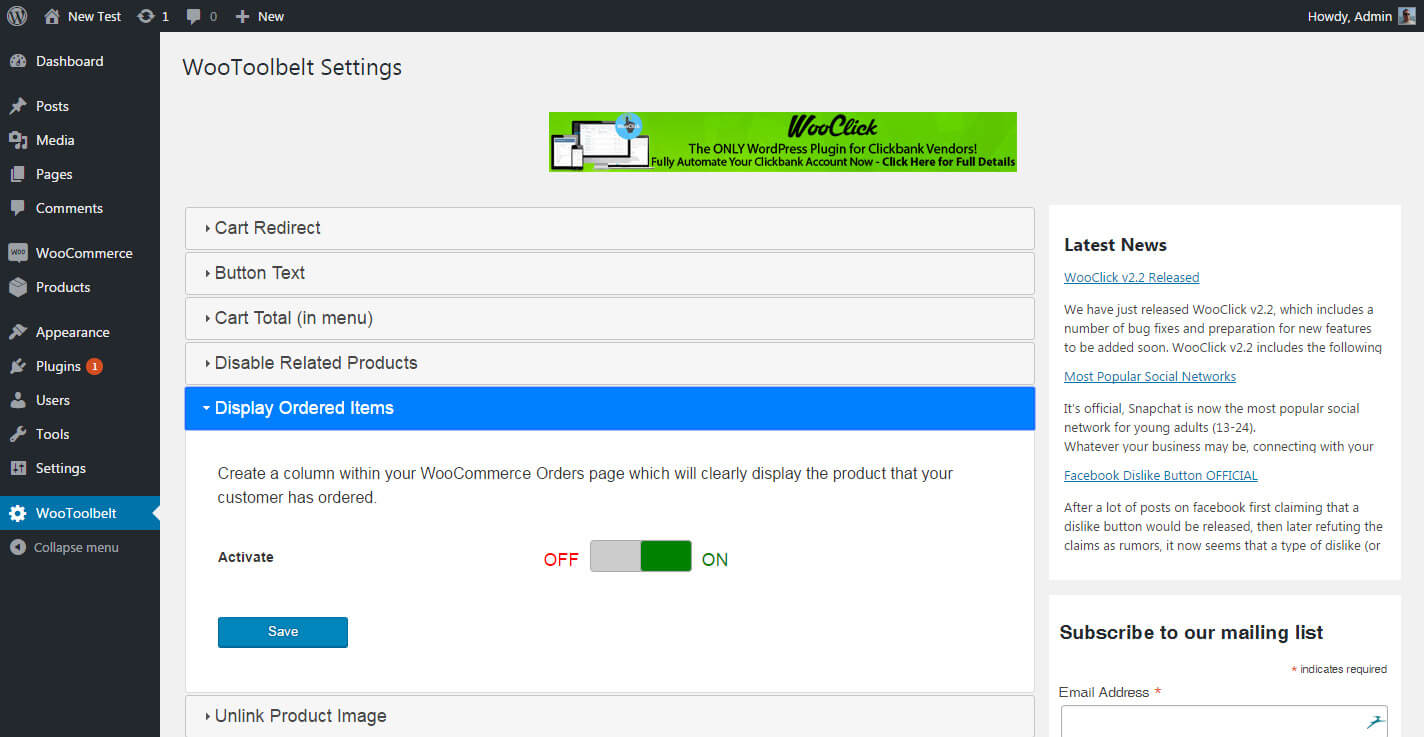 New Test 1 0 New Howdy, Admin
Dashboard
Posts
Media
Pages
Comments
WooCommerce
Products
Appearance
Plugins 1
Users
Tools
Settings
WooToolbelt
Collapse menu
WooToolbelt Settings
WooClick
The ONLY WordPress Plugin for Clickbank Vendors!
Fully Automate Your Clickbank Account Now - Click Here for Full Details
Cart Redirect
Button Text
Cart Total (in menu)
Disable Related Products
Display Ordered Items
Create a column within your WooCommerce Orders page which will clearly display the product that your
customer has ordered.
Activate OFF ON
Save
Unlink Product Image
Latest News
WooClick v2.2 Released
We have just released WooClick v2.2, which includes a
number of bug fixes and preparation for new features
to be added soon. WooClick v2.2 includes the following
Most Popular Social Networks
It's official, Snapchat is now the most popular social
network for young adults (13-24).
Whatever your business may be, connecting with your
Facebook Dislike Button OFFICIAL
After a lot of posts on facebook first claiming that a
dislike button would be released, then later refuting the
claims as rumors, it now seems that a type of dislike (or
Subscribe to our mailing list
* indicates required
Email Address *